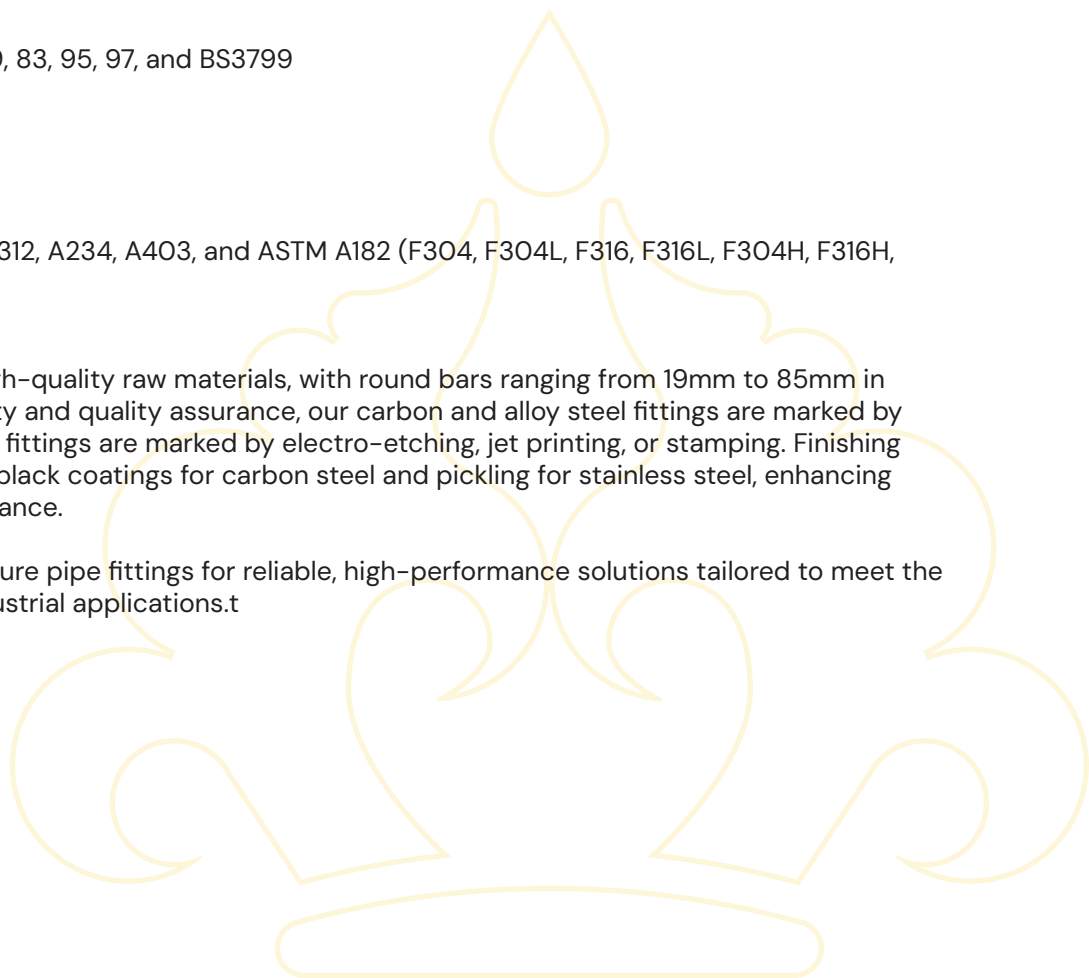 , 83, 95, 97, and BS3799
312, A234, A403, and ASTM A182 (F304, F304L, F316, F316L, F304H, F316H,
gh-quality raw materials, with round bars ranging from 19mm to 85mm in
ty and quality assurance, our carbon and alloy steel fittings are marked by
fittings are marked by electro-etching, jet printing, or stamping. Finishing
black coatings for carbon steel and pickling for stainless steel, enhancing
ance.
ure pipe fittings for reliable, high-performance solutions tailored to meet the
ustrial applications.t